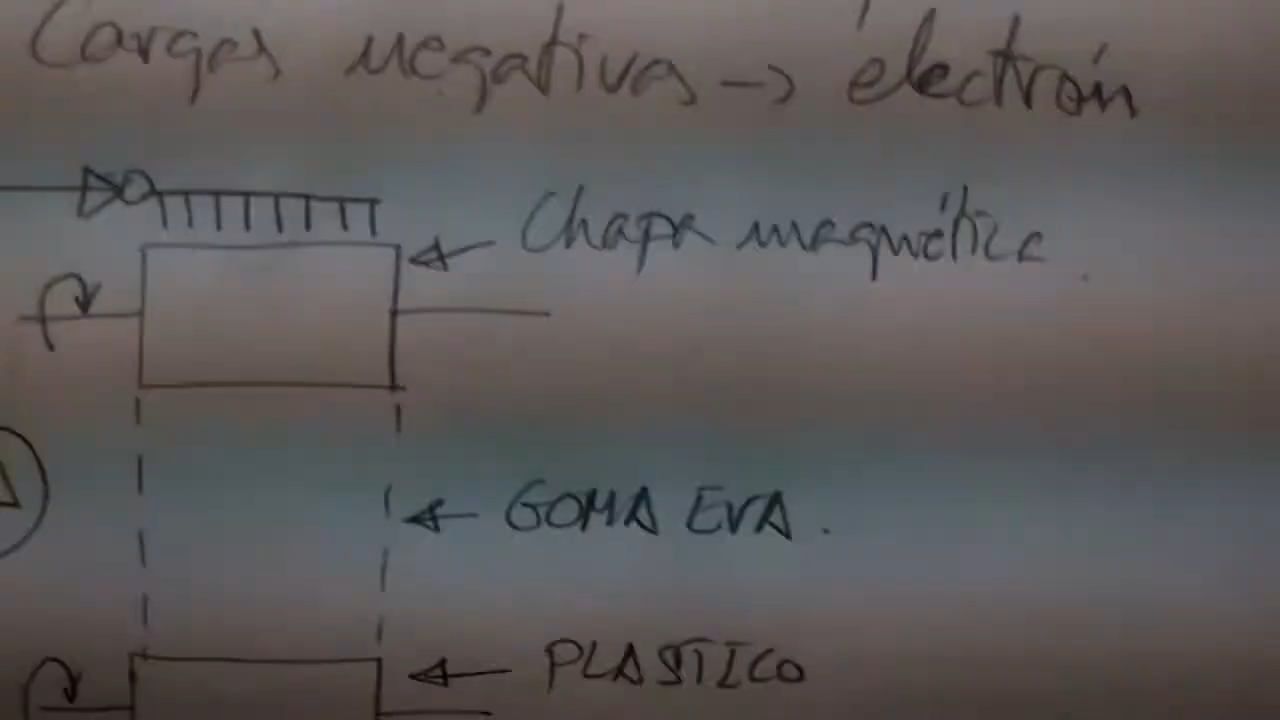 Cargas negativas → electrón
Chapa magnética.
GOMA EVA.
PLASTICO